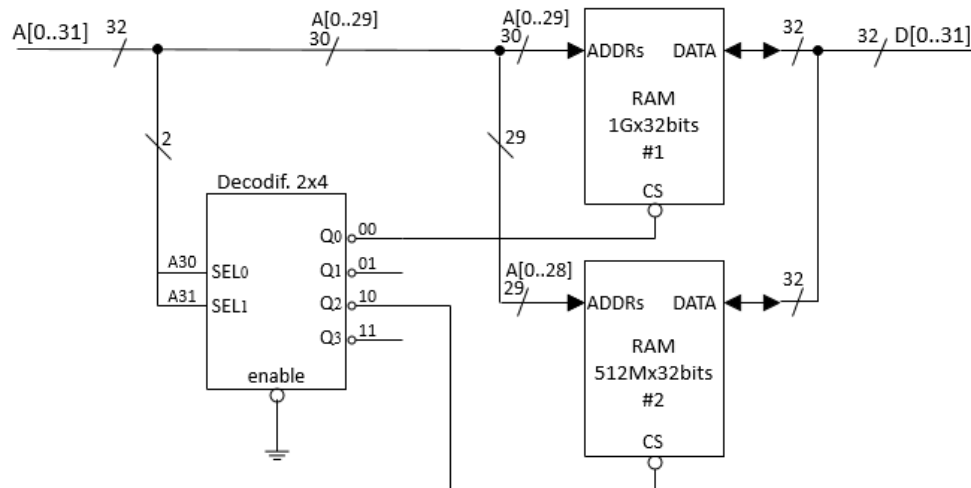 A[0..31]
32
A[0..29]
30
A[0..29]
30
ADDRs
DATA
32
32
D[0..31]
RAM
1Gx32bits
#1
CS
2
29
Decodif. 2x4
Q0
00
A30
SEL0
Q1
01
A31
SEL1
Q2
10
Q3
11
enable
A[0..28]
29
ADDRs
DATA
32
RAM
512Mx32bits
#2
CS